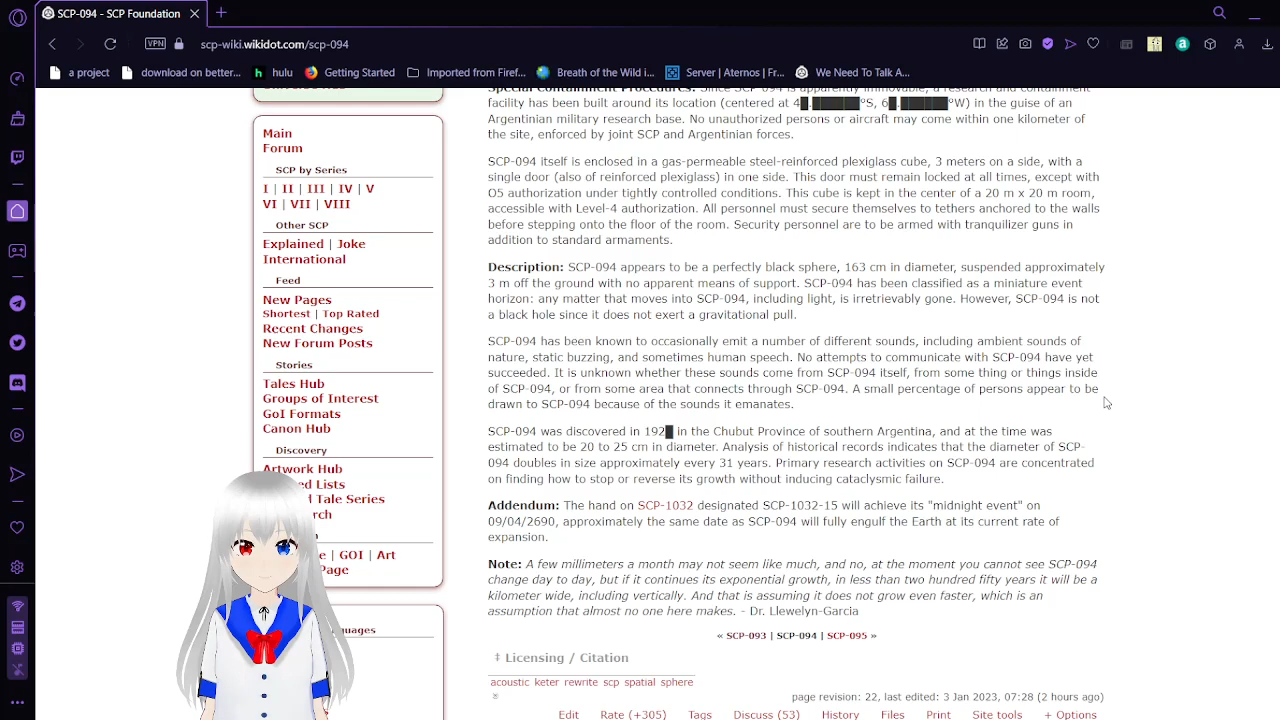 SCP-094 - SCP Foundation
VPN
scp-wiki.wikidot.com/scp-094
a project
download on better...
hulu
Getting Started
Imported from Firef...
Breath of the Wild i...
Server | Aternos | Fr...
We Need To Talk A...
Main
Forum
SCP by Series
I | II | III | IV | V
VI | VII | VIII
Other SCP
Explained | Joke
International
Feed
New Pages
Shortest | Top Rated
Recent Changes
New Forum Posts
Stories
Tales Hub
Groups of Interest
GoI Formats
Canon Hub
Discovery
Artwork Hub
Lists
Tale Series
| GOI | Art
Page
Special Containment Procedures: Since SCP-094 is apparently immovable, a research and containment
facility has been built around its location (centered at 4█.██████°S, 6█.██████°W) in the guise of an
Argentinian military research base. No unauthorized persons or aircraft may come within one kilometer of
the site, enforced by joint SCP and Argentinian forces.
SCP-094 itself is enclosed in a gas-permeable steel-reinforced plexiglass cube, 3 meters on a side, with a
single door (also of reinforced plexiglass) in one side. This door must remain locked at all times, except with
O5 authorization under tightly controlled conditions. This cube is kept in the center of a 20 m x 20 m room,
accessible with Level-4 authorization. All personnel must secure themselves to tethers anchored to the walls
before stepping onto the floor of the room. Security personnel are to be armed with tranquilizer guns in
addition to standard armaments.
Description: SCP-094 appears to be a perfectly black sphere, 163 cm in diameter, suspended approximately
3 m off the ground with no apparent means of support. SCP-094 has been classified as a miniature event
horizon: any matter that moves into SCP-094, including light, is irretrievably gone. However, SCP-094 is not
a black hole since it does not exert a gravitational pull.
SCP-094 has been known to occasionally emit a number of different sounds, including ambient sounds of
nature, static buzzing, and sometimes human speech. No attempts to communicate with SCP-094 have yet
succeeded. It is unknown whether these sounds come from SCP-094 itself, from some thing or things inside
of SCP-094, or from some area that connects through SCP-094. A small percentage of persons appear to be
drawn to SCP-094 because of the sounds it emanates.
SCP-094 was discovered in 192█ in the Chubut Province of southern Argentina, and at the time was
estimated to be 20 to 25 cm in diameter. Analysis of historical records indicates that the diameter of SCP-
094 doubles in size approximately every 31 years. Primary research activities on SCP-094 are concentrated
on finding how to stop or reverse its growth without inducing cataclysmic failure.
Addendum: The hand on SCP-1032 designated SCP-1032-15 will achieve its "midnight event" on
09/04/2690, approximately the same date as SCP-094 will fully engulf the Earth at its current rate of
expansion.
Note: A few millimeters a month may not seem like much, and no, at the moment you cannot see SCP-094
change day to day, but if it continues its exponential growth, in less than two hundred fifty years it will be a
kilometer wide, including vertically. And that is assuming it does not grow even faster, which is an
assumption that almost no one here makes. - Dr. Llewelyn-Garcia
« SCP-093 | SCP-094 | SCP-095 »
‡ Licensing / Citation
acoustic keter rewrite scp spatial sphere
page revision: 22, last edited: 3 Jan 2023, 07:28 (2 hours ago)
Edit Rate (+305) Tags Discuss (53) History Files Print Site tools + Options